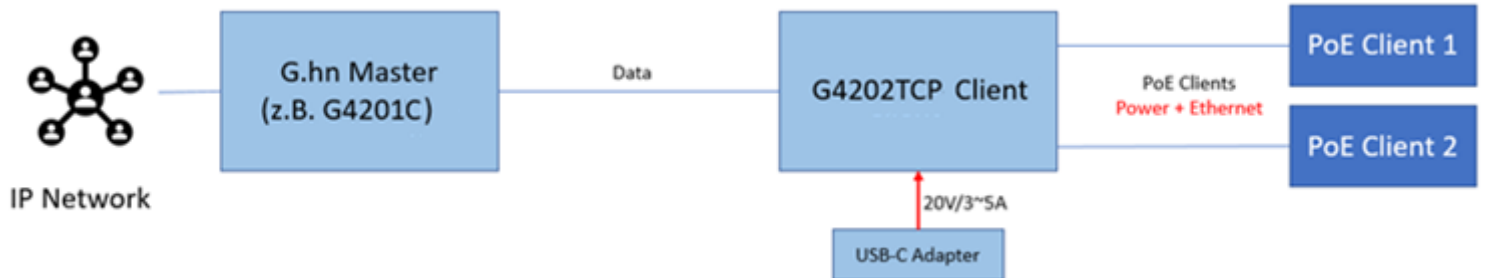 IP Network
G.hn Master
(z.B. G4201C)
Data
G4202TCP Client
20V/3~5A
USB-C Adapter
PoE Clients
Power + Ethernet
PoE Client 1
PoE Client 2